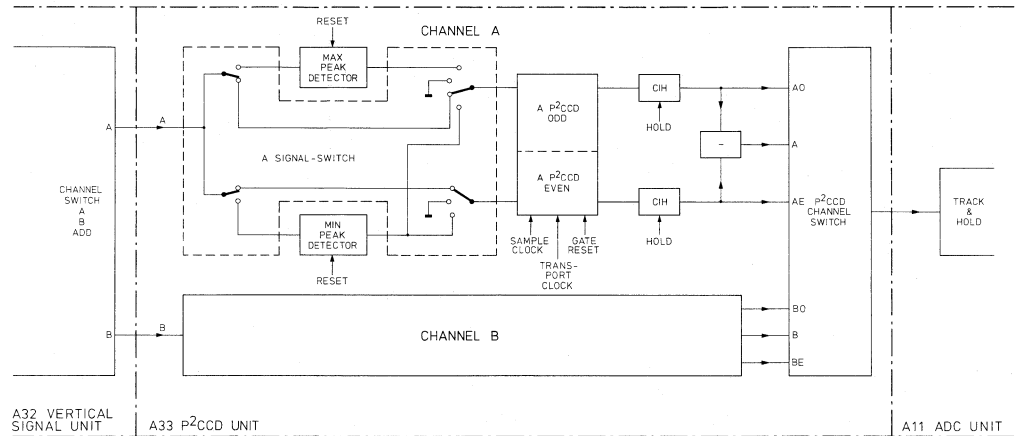 RESET
CHANNEL A
MAX
PEAK
DETECTOR
A
A
A SIGNAL-SWITCH
CHANNEL
SWITCH
A
B
ADD
MIN
PEAK
DETECTOR
RESET
A P²CCD
ODD
A P²CCD
EVEN
SAMPLE
CLOCK
TRANS-
PORT
CLOCK
GATE
RESET
CIH
HOLD
-
CIH
HOLD
AO
A
AE
P²CCD
CHANNEL
SWITCH
TRACK
&
HOLD
B
B
CHANNEL B
BO
B
BE
A32 VERTICAL
SIGNAL UNIT
A33 P²CCD UNIT
A11 ADC UNIT